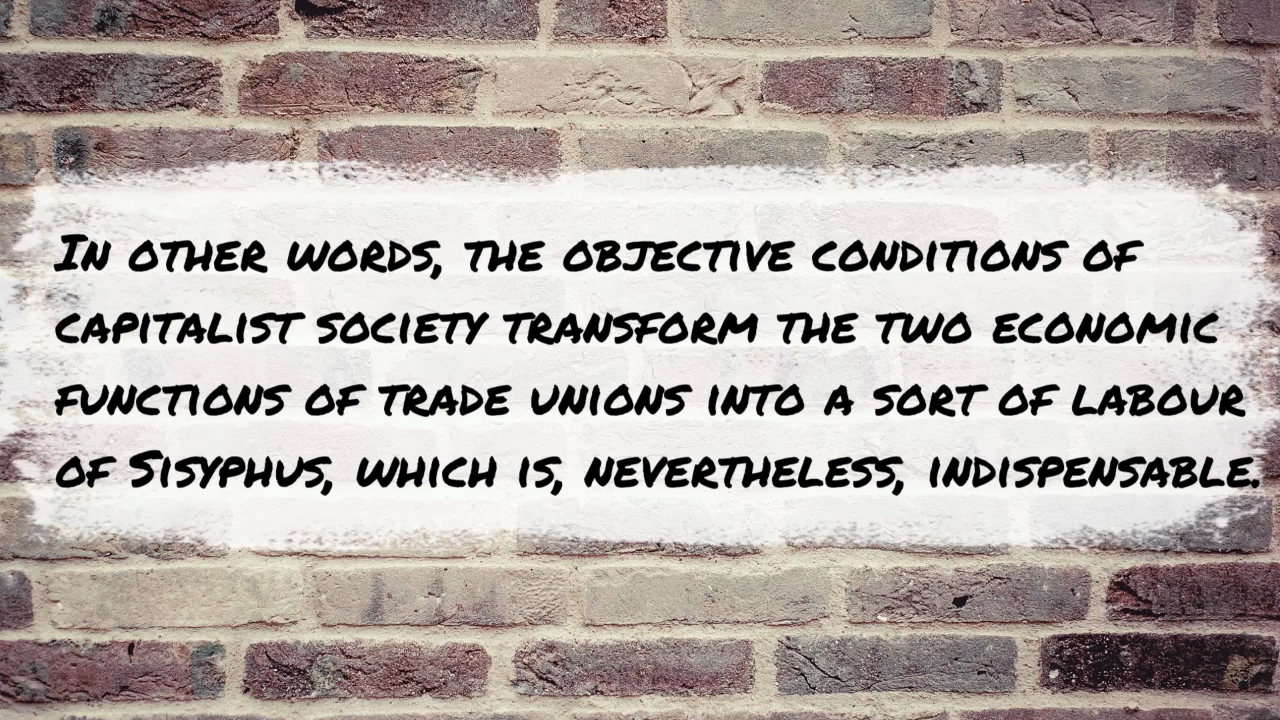 In other words, the objective conditions of
capitalist society transform the two economic
functions of trade unions into a sort of labour
of Sisyphus, which is, nevertheless, indispensable.